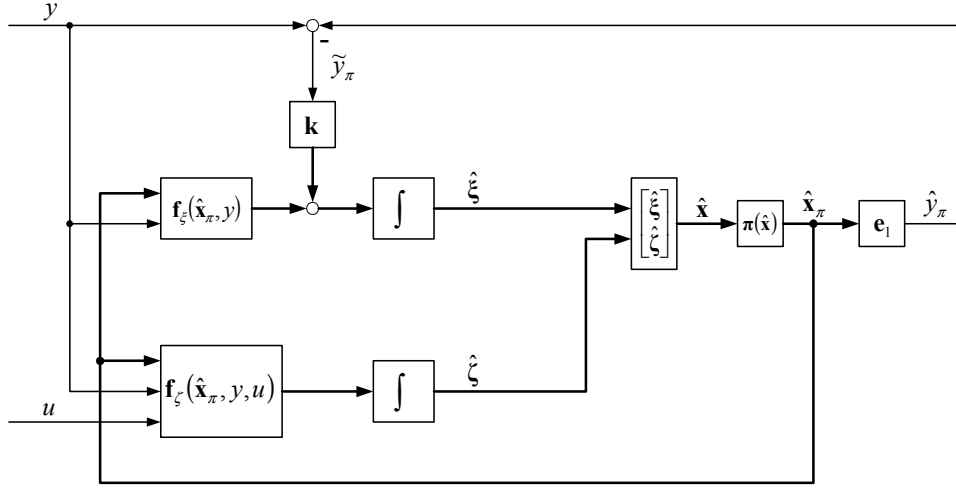 y
-
ỹ_π
k
f_ξ(x̂_π, y)
∫
ξ̂
[ξ̂
ζ̂]
x̂
π(x̂)
x̂_π
e_1
ŷ_π
f_ζ(x̂_π, y, u)
∫
ζ̂
u